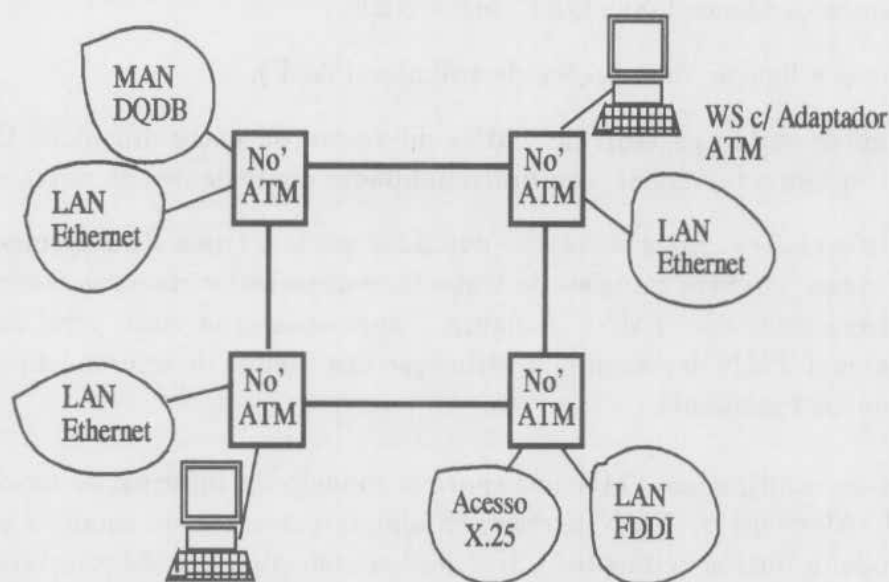 MAN
DQDB
No'
ATM
No'
ATM
WS c/ Adaptador
ATM
LAN
Ethernet
LAN
Ethernet
LAN
Ethernet
No'
ATM
No'
ATM
Acesso
X.25
LAN
FDDI